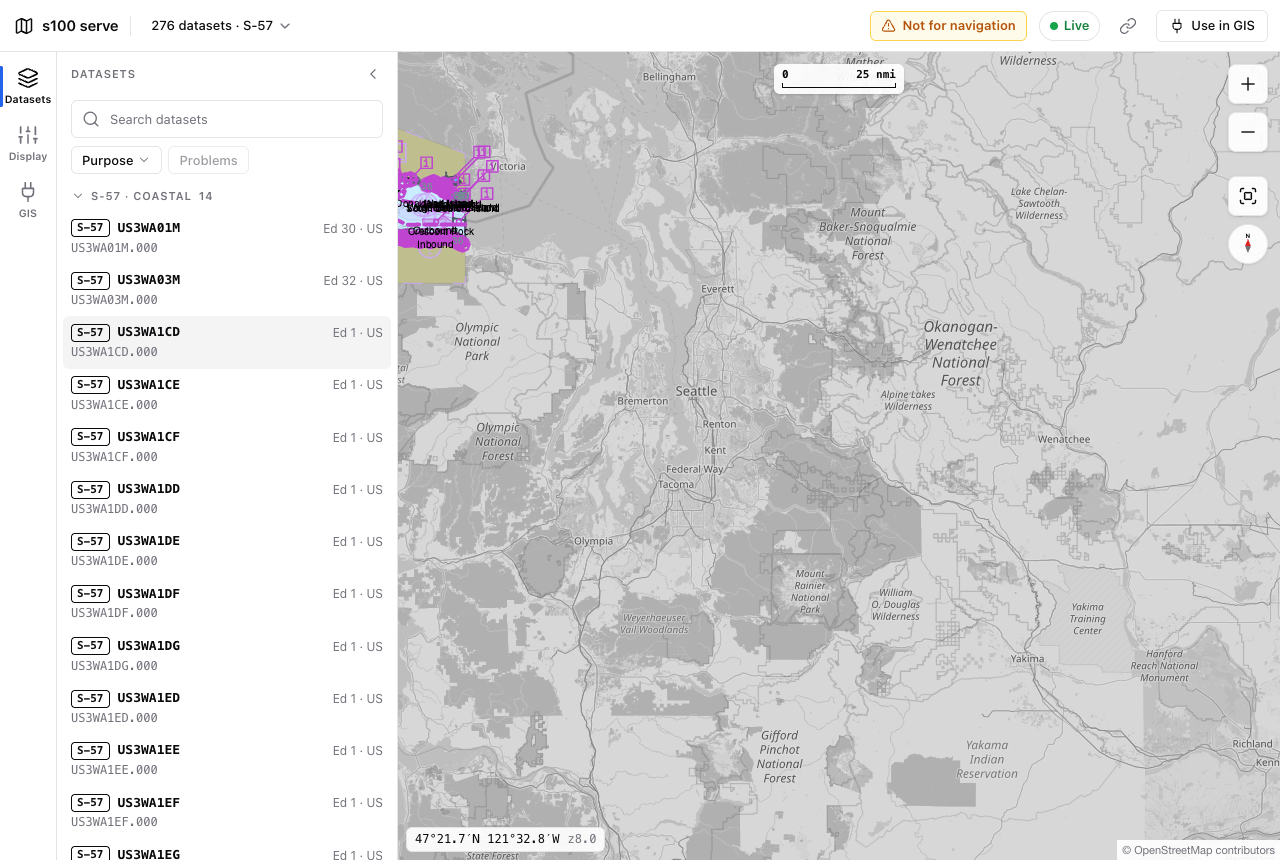 s100 serve
276 datasets · S-57
Not for navigation
Live
Use in GIS
Datasets
Display
GIS
DATASETS
Search datasets
Purpose
Problems
S-57 · COASTAL 14
S-57 US3WA01M Ed 30 · US
US3WA01M.000
S-57 US3WA03M Ed 32 · US
US3WA03M.000
S-57 US3WA1CD Ed 1 · US
US3WA1CD.000
S-57 US3WA1CE Ed 1 · US
US3WA1CE.000
S-57 US3WA1CF Ed 1 · US
US3WA1CF.000
S-57 US3WA1DD Ed 1 · US
US3WA1DD.000
S-57 US3WA1DE Ed 1 · US
US3WA1DE.000
S-57 US3WA1DF Ed 1 · US
US3WA1DF.000
S-57 US3WA1DG Ed 1 · US
US3WA1DG.000
S-57 US3WA1ED Ed 1 · US
US3WA1ED.000
S-57 US3WA1EE Ed 1 · US
US3WA1EE.000
S-57 US3WA1EF Ed 1 · US
US3WA1EF.000
S-57 US3WA1EG Ed 1 · US
0 25 nmi
Bellingham
Mather
Wilderness
Inbound
Lake Chelan-
Sawtooth
Wilderness
Mount
Baker-Snoqualmie
National
Forest
N
Everett
Olympic
National
Park
Okanogan-
Wenatchee
National
Forest
Seattle
Bremerton
Alpine Lakes
Wilderness
Renton
Olympic
National
Forest
Kent
Wenatchee
Federal Way
Tacoma
Olympia
Mount
Rainier
National
Park
William
O. Douglas
Wilderness
Weyerhaeuser
Vail Woodlands
Yakima
Training
Center
Yakima
Hanford
Reach National
Monument
Gifford
Pinchot
National
Forest
Yakama
Indian
Reservation
Richland
Kenn
47°21.7′N 121°32.8′W z8.0
State Forest
© OpenStreetMap contributors